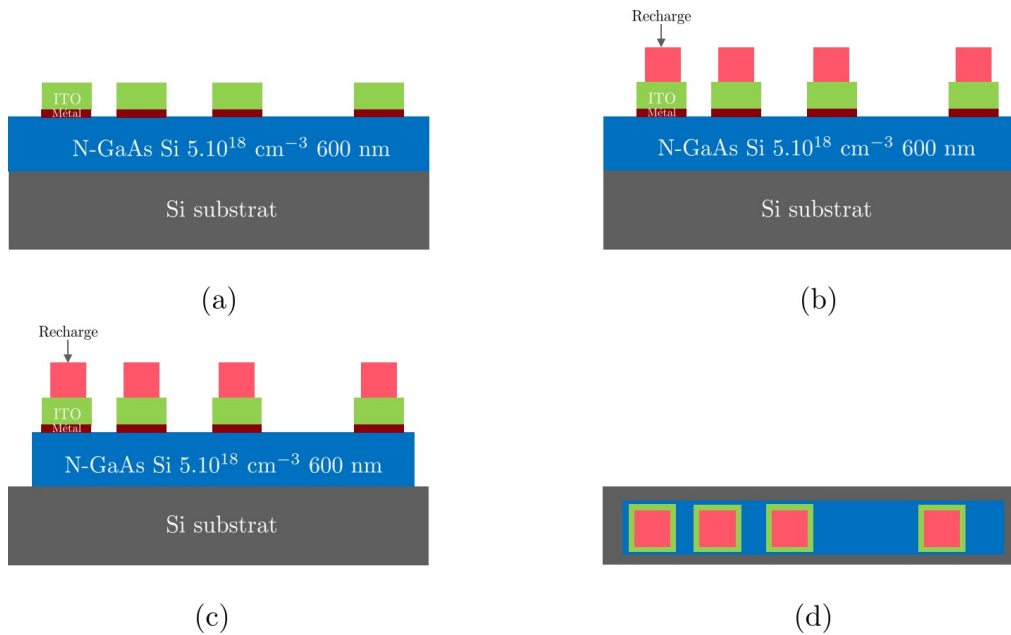 ITO
Métal
N-GaAs Si 5.10¹⁸ cm⁻³ 600 nm
Si substrat
(a)
Recharge
ITO
Métal
N-GaAs Si 5.10¹⁸ cm⁻³ 600 nm
Si substrat
(b)
Recharge
ITO
Métal
N-GaAs Si 5.10¹⁸ cm⁻³ 600 nm
Si substrat
(c)
(d)